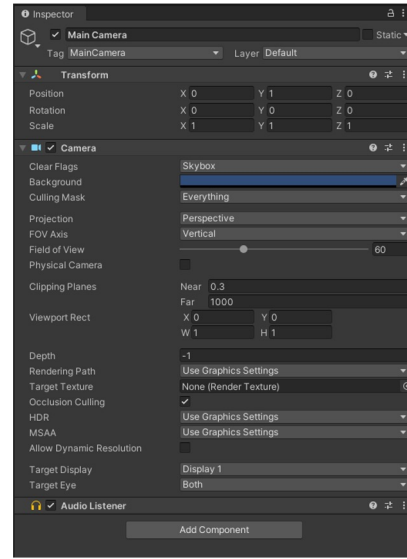 Inspector
Main Camera Static
Tag MainCamera Layer Default
Transform
Position X 0 Y 1 Z 0
Rotation X 0 Y 0 Z 0
Scale X 1 Y 1 Z 1
Camera
Clear Flags Skybox
Background
Culling Mask Everything
Projection Perspective
FOV Axis Vertical
Field of View 60
Physical Camera
Clipping Planes Near 0.3
Far 1000
Viewport Rect X 0 Y 0
W 1 H 1
Depth -1
Rendering Path Use Graphics Settings
Target Texture None (Render Texture)
Occlusion Culling
HDR Use Graphics Settings
MSAA Use Graphics Settings
Allow Dynamic Resolution
Target Display Display 1
Target Eye Both
Audio Listener
Add Component